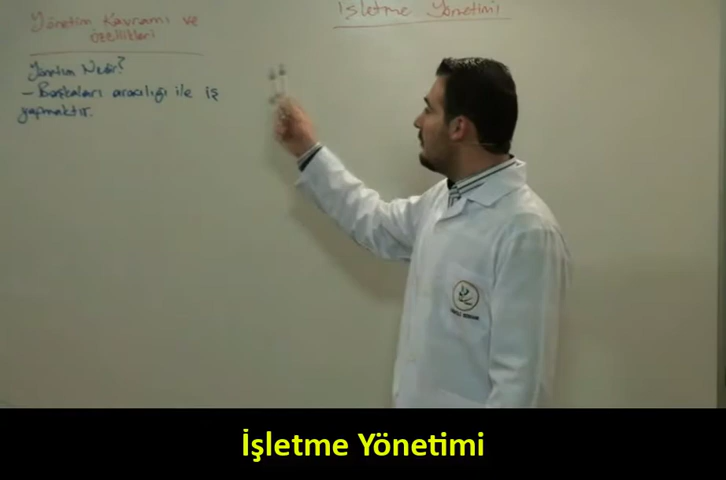 İşletme Yönetimi
Yönetim Kavramı ve
özellikleri
Yönetim Nedir?
- Başkaları aracılığı ile iş
yapmaktır.
İşletme Yönetimi